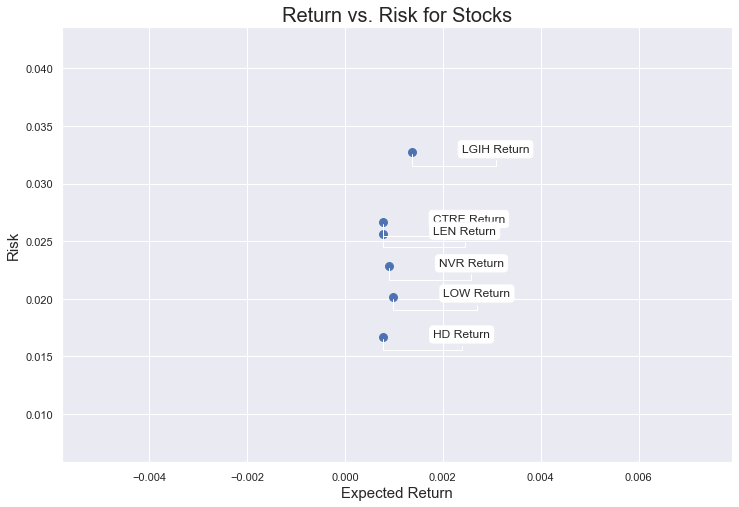 Return vs. Risk for Stocks
0.040
0.035
LGIH Return
0.030
CTRE Return
LEN Return
0.025
NVR Return
LOW Return
0.020
HD Return
0.015
0.010
Risk
−0.004 −0.002 0.000 0.002 0.004 0.006
Expected Return